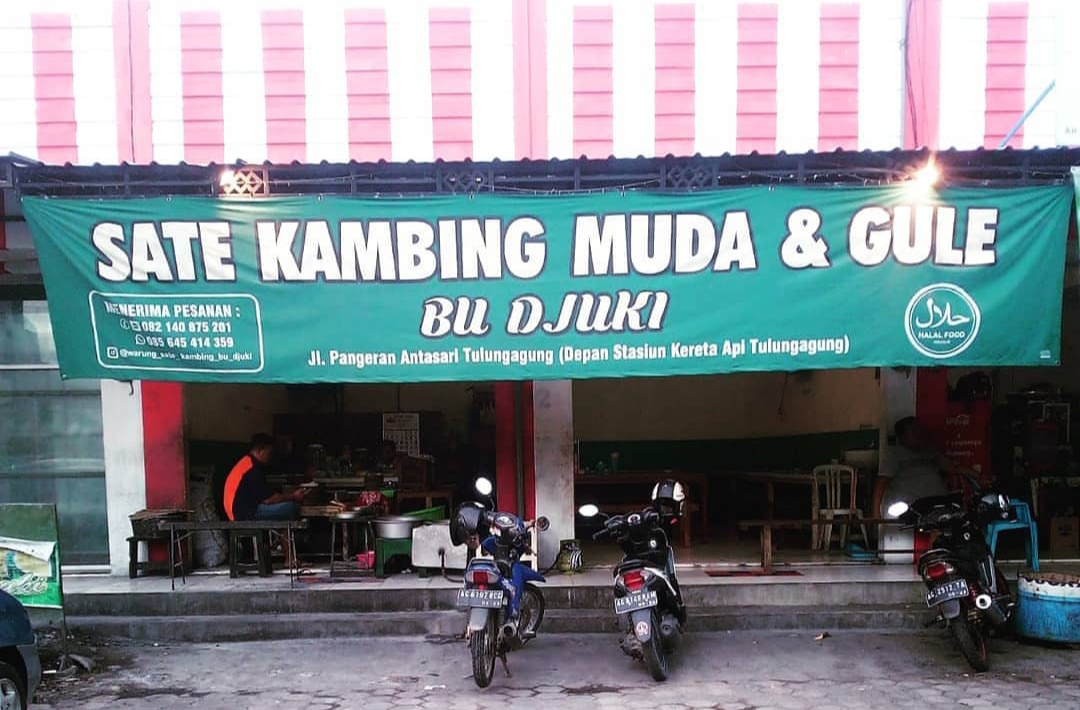 SATE KAMBING MUDA & GULE
BU DJUKI
MENERIMA PESANAN :
082 140 875 201
085 645 414 359
@warung_sate_kambing_bu_djuki
Jl. Pangeran Antasari Tulungagung (Depan Stasiun Kereta Api Tulungagung)
حلال
HALAL FOOD